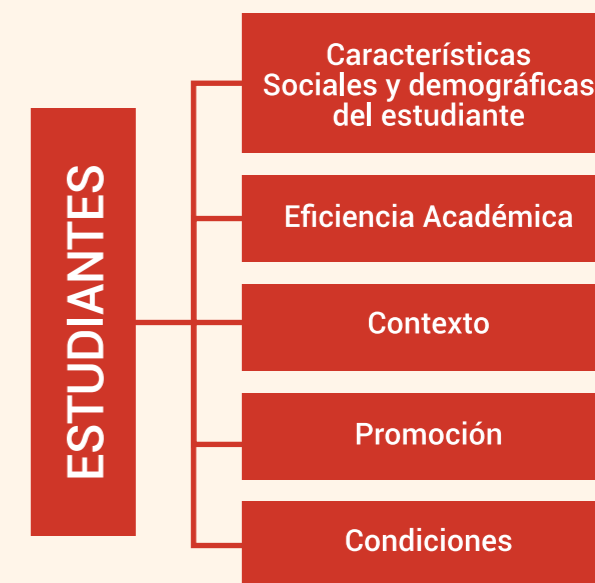 ESTUDIANTES
Características
Sociales y demográficas
del estudiante
Eficiencia Académica
Contexto
Promoción
Condiciones